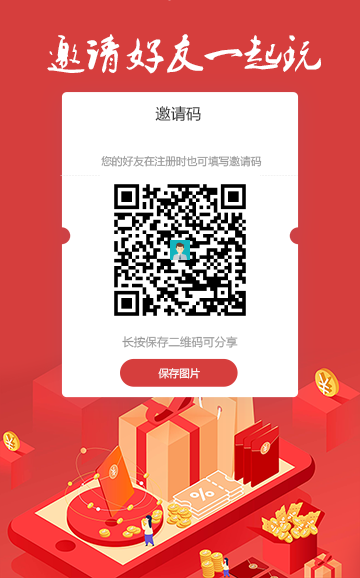 邀请好友一起玩
邀请码
您的好友在注册时也可填写邀请码
长按保存二维码可分享
保存图片
%